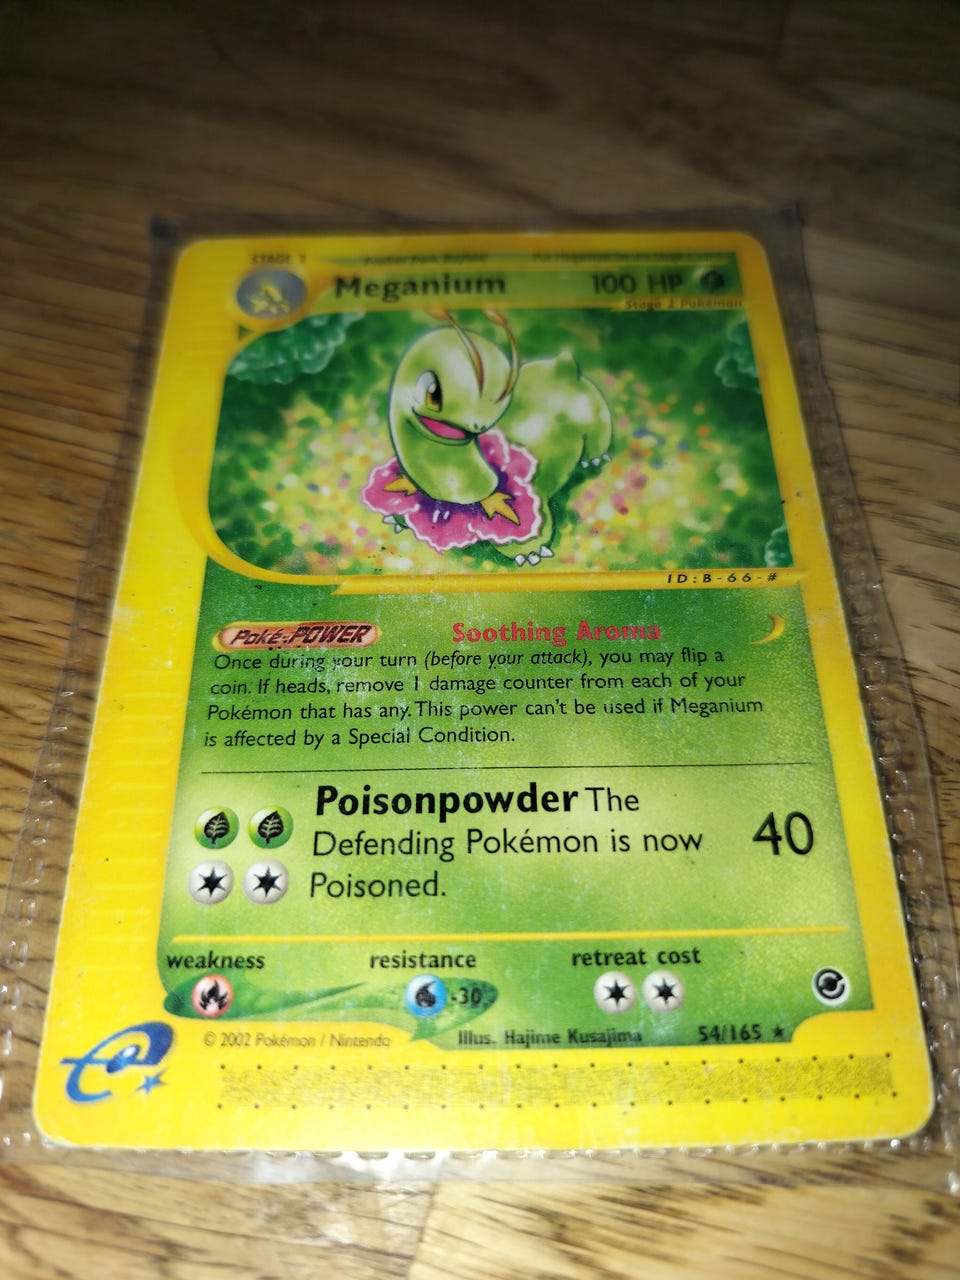 STAGE 2
Meganium 100 HP
Stage 2 Pokémon
ID:B-66-#
Poké-POWER Soothing Aroma
Once during your turn (before your attack), you may flip a
coin. If heads, remove 1 damage counter from each of your
Pokémon that has any. This power can't be used if Meganium
is affected by a Special Condition.
Poisonpowder The
Defending Pokémon is now 40
Poisoned.
weakness resistance retreat cost
-30
© 2002 Pokémon / Nintendo Illus. Hajime Kusajima 54/165 ★
e